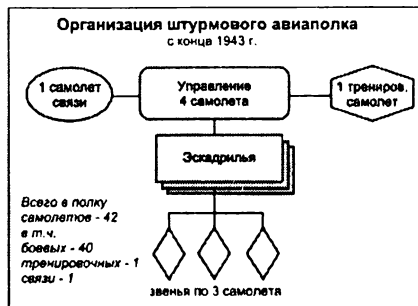 Организация штурмового авиаполка
с конца 1943 г.
1 самолет
связи
Управление
4 самолета
1 трениров.
самолет
Эскадрилья
Всего в полку
самолетов - 42
в т.ч.
боевых - 40
тренировочных - 1
связи - 1
звенья по 3 самолета